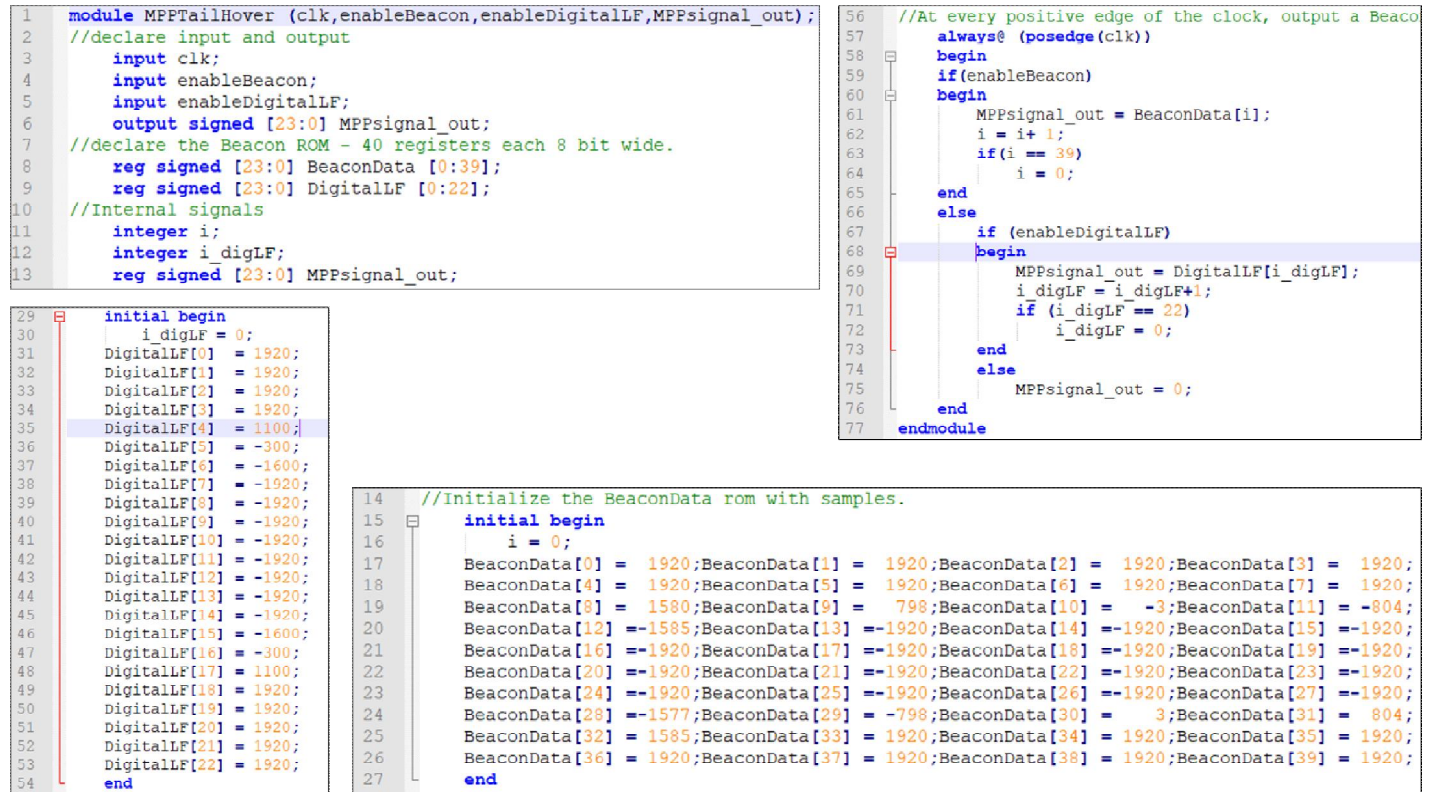 1 module MPPTailHover (clk,enableBeacon,enableDigitalLF,MPPsignal_out);
2 //declare input and output
3 input clk;
4 input enableBeacon;
5 input enableDigitalLF;
6 output signed [23:0] MPPsignal_out;
7 //declare the Beacon ROM - 40 registers each 8 bit wide.
8 reg signed [23:0] BeaconData [0:39];
9 reg signed [23:0] DigitalLF [0:22];
10 //Internal signals
11 integer i;
12 integer i_digLF;
13 reg signed [23:0] MPPsignal_out;
14 //Initialize the BeaconData rom with samples.
15 initial begin
16 i = 0;
17 BeaconData[0] = 1920;BeaconData[1] = 1920;BeaconData[2] = 1920;BeaconData[3] = 1920;
18 BeaconData[4] = 1920;BeaconData[5] = 1920;BeaconData[6] = 1920;BeaconData[7] = 1920;
19 BeaconData[8] = 1580;BeaconData[9] = 798;BeaconData[10] = -3;BeaconData[11] = -804;
20 BeaconData[12] =-1585;BeaconData[13] =-1920;BeaconData[14] =-1920;BeaconData[15] =-1920;
21 BeaconData[16] =-1920;BeaconData[17] =-1920;BeaconData[18] =-1920;BeaconData[19] =-1920;
22 BeaconData[20] =-1920;BeaconData[21] =-1920;BeaconData[22] =-1920;BeaconData[23] =-1920;
23 BeaconData[24] =-1920;BeaconData[25] =-1920;BeaconData[26] =-1920;BeaconData[27] =-1920;
24 BeaconData[28] =-1577;BeaconData[29] = -798;BeaconData[30] = 3;BeaconData[31] = 804;
25 BeaconData[32] = 1585;BeaconData[33] = 1920;BeaconData[34] = 1920;BeaconData[35] = 1920;
26 BeaconData[36] = 1920;BeaconData[37] = 1920;BeaconData[38] = 1920;BeaconData[39] = 1920;
27 end
29 initial begin
30 i_digLF = 0;
31 DigitalLF[0] = 1920;
32 DigitalLF[1] = 1920;
33 DigitalLF[2] = 1920;
34 DigitalLF[3] = 1920;
35 DigitalLF[4] = 1100;
36 DigitalLF[5] = -300;
37 DigitalLF[6] = -1600;
38 DigitalLF[7] = -1920;
39 DigitalLF[8] = -1920;
40 DigitalLF[9] = -1920;
41 DigitalLF[10] = -1920;
42 DigitalLF[11] = -1920;
43 DigitalLF[12] = -1920;
44 DigitalLF[13] = -1920;
45 DigitalLF[14] = -1920;
46 DigitalLF[15] = -1600;
47 DigitalLF[16] = -300;
48 DigitalLF[17] = 1100;
49 DigitalLF[18] = 1920;
50 DigitalLF[19] = 1920;
51 DigitalLF[20] = 1920;
52 DigitalLF[21] = 1920;
53 DigitalLF[22] = 1920;
54 end
56 //At every positive edge of the clock, output a Beaco
57 always@ (posedge(clk))
58 begin
59 if(enableBeacon)
60 begin
61 MPPsignal_out = BeaconData[i];
62 i = i+ 1;
63 if(i == 39)
64 i = 0;
65 end
66 else
67 if (enableDigitalLF)
68 begin
69 MPPsignal_out = DigitalLF[i_digLF];
70 i_digLF = i_digLF+1;
71 if (i_digLF == 22)
72 i_digLF = 0;
73 end
74 else
75 MPPsignal_out = 0;
76 end
77 endmodule